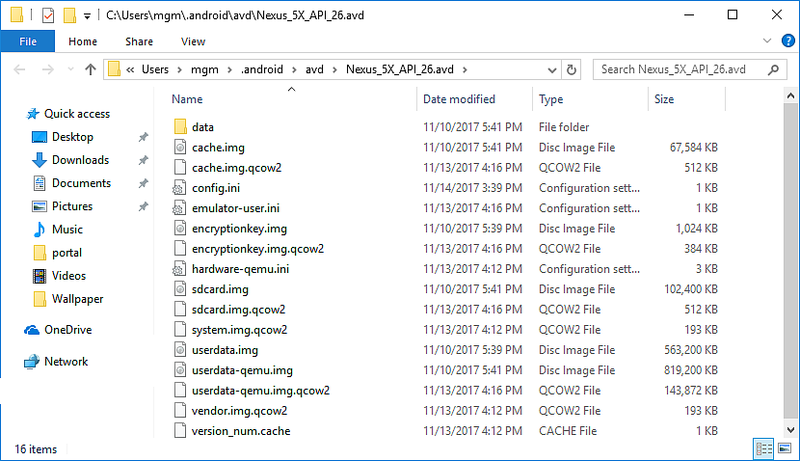 C:\Users\mgm\.android\avd\Nexus_5X_API_26.avd
File Home Share View
« Users › mgm › .android › avd › Nexus_5X_API_26.avd › Search Nexus_5X_API_26.avd
Quick access
Desktop
Downloads
Documents
Pictures
Music
portal
Videos
Wallpaper
OneDrive
Network
Name Date modified Type Size
data 11/10/2017 5:41 PM File folder
cache.img 11/10/2017 5:41 PM Disc Image File 67,584 KB
cache.img.qcow2 11/13/2017 4:16 PM QCOW2 File 512 KB
config.ini 11/14/2017 3:39 PM Configuration sett... 1 KB
emulator-user.ini 11/13/2017 4:16 PM Configuration sett... 1 KB
encryptionkey.img 11/10/2017 5:39 PM Disc Image File 1,024 KB
encryptionkey.img.qcow2 11/13/2017 4:16 PM QCOW2 File 384 KB
hardware-qemu.ini 11/13/2017 4:12 PM Configuration sett... 3 KB
sdcard.img 11/10/2017 5:41 PM Disc Image File 102,400 KB
sdcard.img.qcow2 11/13/2017 4:16 PM QCOW2 File 512 KB
system.img.qcow2 11/13/2017 4:12 PM QCOW2 File 193 KB
userdata.img 11/10/2017 5:39 PM Disc Image File 563,200 KB
userdata-qemu.img 11/10/2017 5:41 PM Disc Image File 819,200 KB
userdata-qemu.img.qcow2 11/13/2017 4:16 PM QCOW2 File 143,872 KB
vendor.img.qcow2 11/13/2017 4:12 PM QCOW2 File 193 KB
version_num.cache 11/13/2017 4:12 PM CACHE File 1 KB
16 items